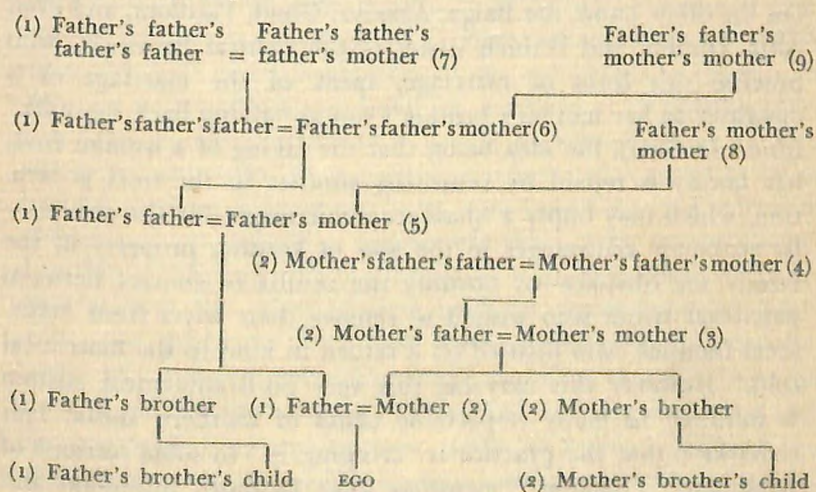 (1) Father's father's Father's father's Father's father's
father's father = father's mother (7) mother's mother (9)
(1) Father's father's father = Father's father's mother (6) Father's mother's
mother (8)
(1) Father's father = Father's mother (5)
(2) Mother's father's father = Mother's father's mother (4)
(2) Mother's father = Mother's mother (3)
(1) Father's brother (1) Father = Mother (2) (2) Mother's brother
(1) Father's brother's child EGO (2) Mother's brother's child